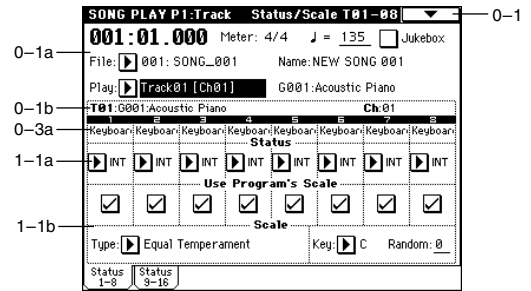 SONG PLAY P1:Track Status/Scale T01-08
0-1
001:01.000 Meter: 4/4 ♩ = 135 Jukebox
0-1a
File: 001: SONG_001 Name:NEW SONG 001
Play: Track01 [Ch01] G001:Acoustic Piano
0-1b
T01:G001:Acoustic Piano Ch:01
1 2 3 4 5 6 7 8
0-3a
Keyboar Keyboar Keyboar Keyboar Keyboar Keyboar Keyboar Keyboar
Status
1-1a
INT INT INT INT INT INT INT INT
Use Program's Scale
1-1b
Scale
Type: Equal Temperament Key: C Random: 0
Status 1-8
Status 9-16